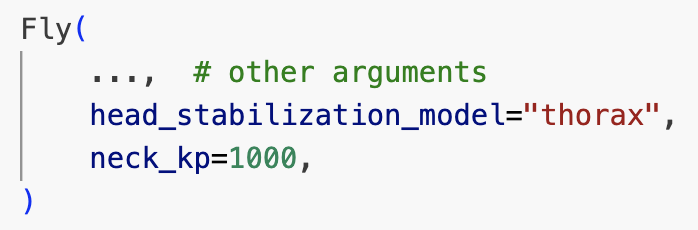 Fly(
    ...,  # other arguments
    head_stabilization_model="thorax",
    neck_kp=1000,
)